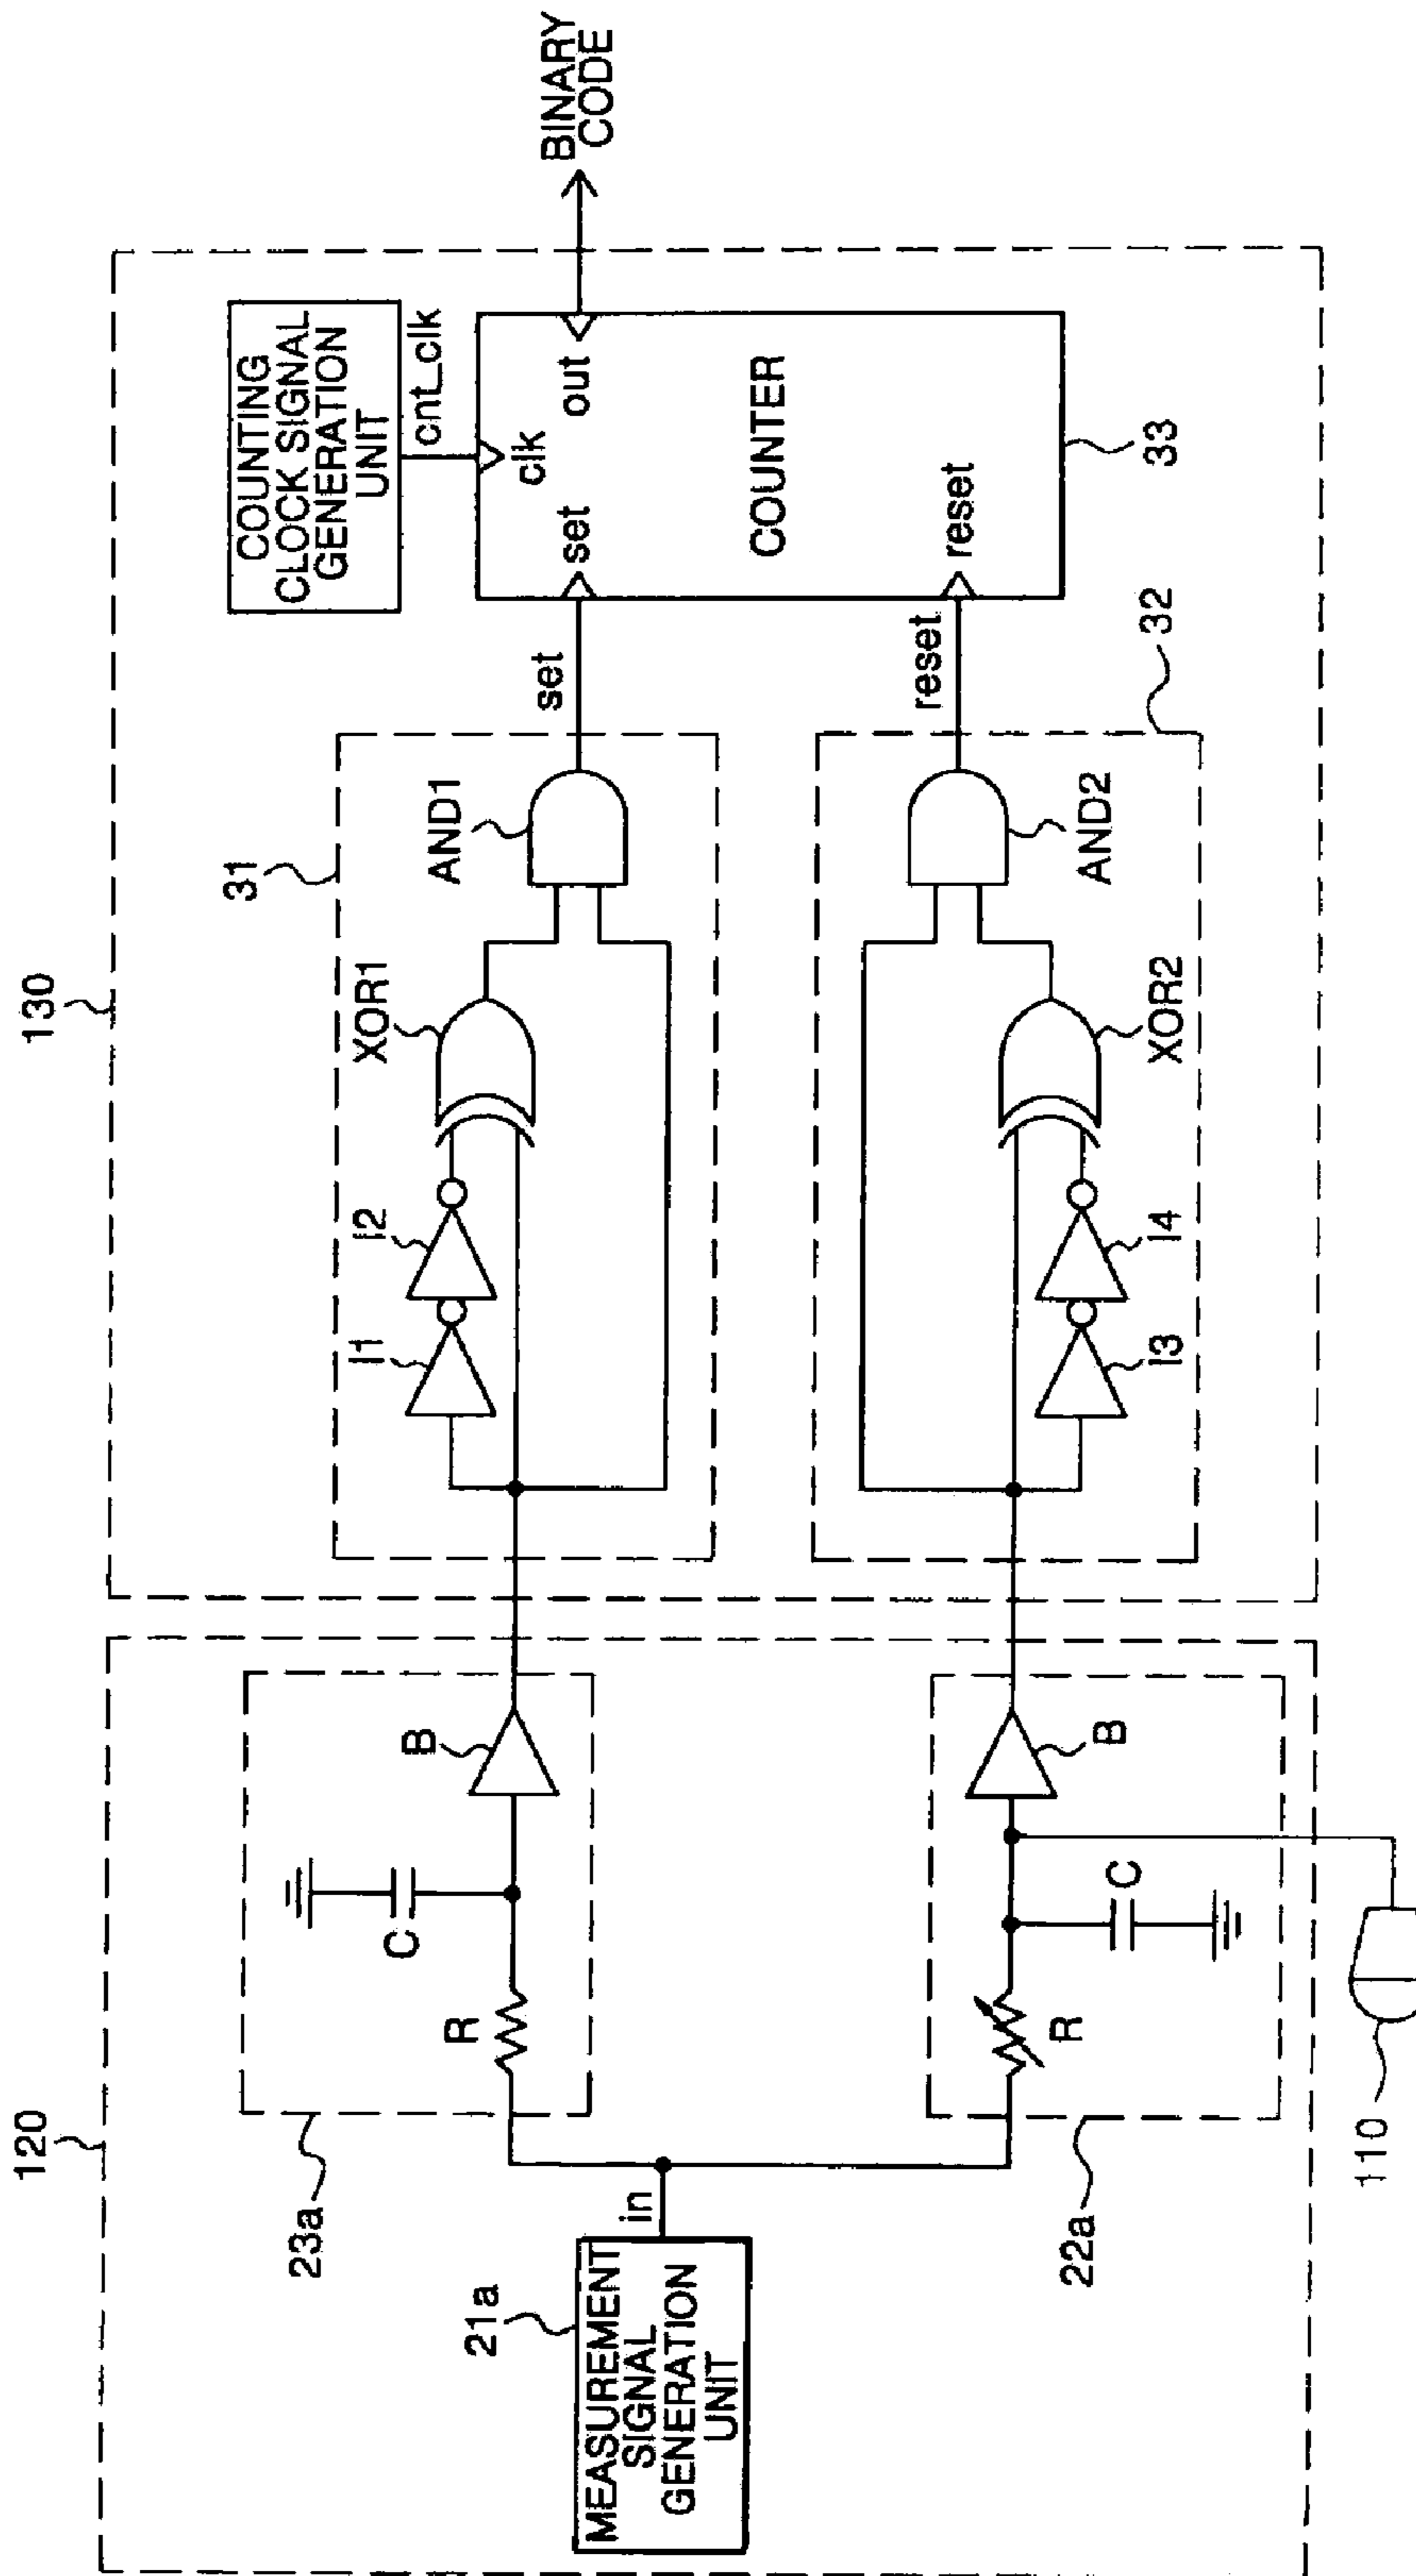 120
23a
R
C
B
21a
MEASUREMENT
SIGNAL
GENERATION
UNIT
in
R
C
B
22a
110
130
31
I1
I2
XOR1
AND1
set
I3
I4
XOR2
AND2
32
reset
COUNTING
CLOCK SIGNAL
GENERATION
UNIT
cnt_clk
clk
set
out
COUNTER
reset
33
BINARY
CODE